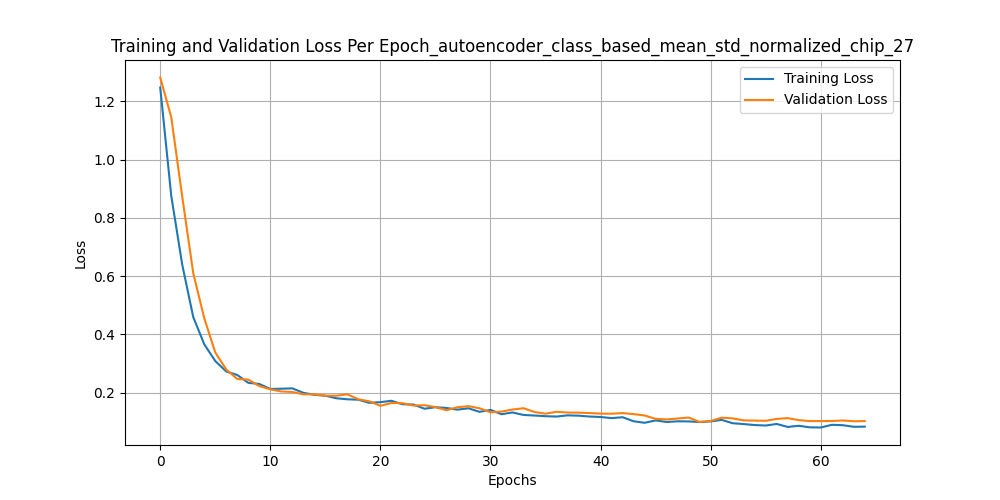 Training and Validation Loss Per Epoch_autoencoder_class_based_mean_std_normalized_chip_27
Training Loss
Validation Loss
1.2
1.0
0.8
0.6
0.4
0.2
Loss
0 10 20 30 40 50 60
Epochs